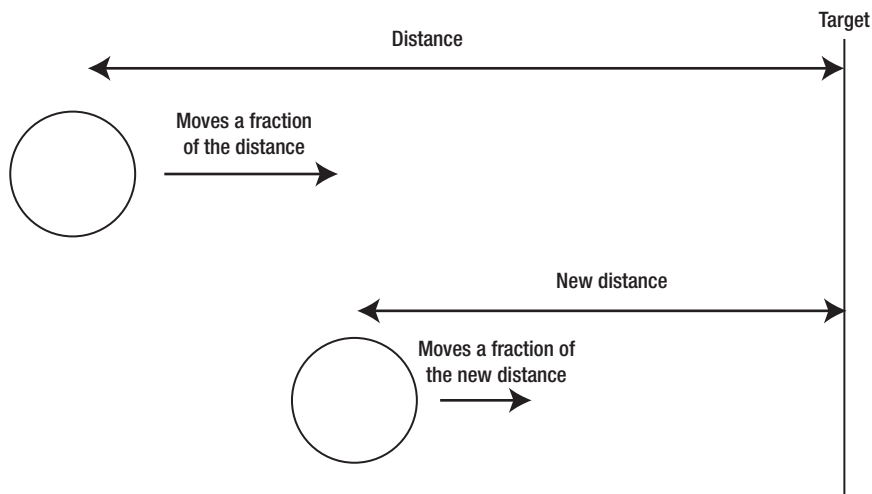 Target
Distance
Moves a fraction
of the distance
New distance
Moves a fraction of
the new distance